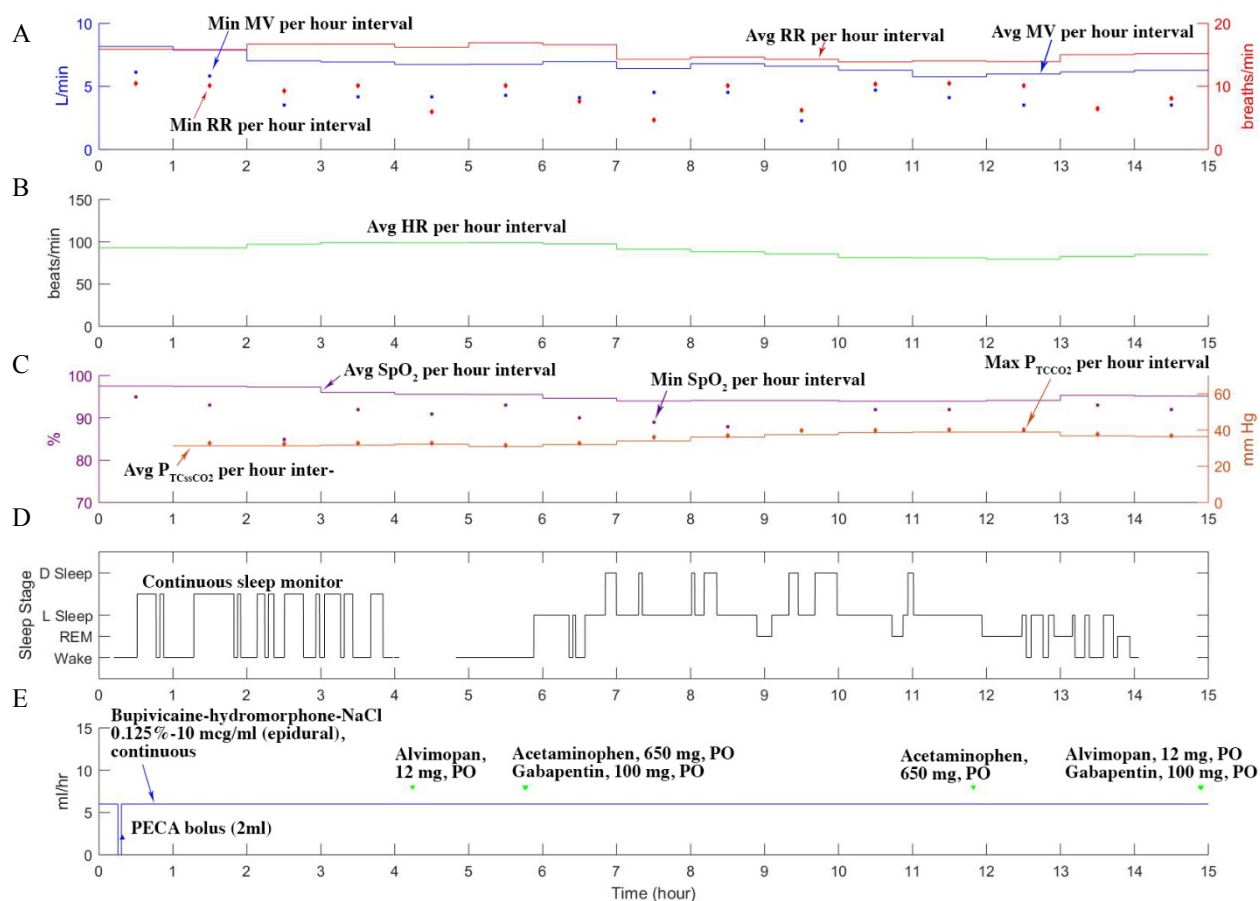 A
Min MV per hour interval
Avg RR per hour interval
Avg MV per hour interval
Min RR per hour interval
L/min
10
5
0
breaths/min
20
10
0
0 1 2 3 4 5 6 7 8 9 10 11 12 13 14 15
B
Avg HR per hour interval
beats/min
150
100
50
0
0 1 2 3 4 5 6 7 8 9 10 11 12 13 14 15
C
Avg SpO2 per hour interval
Min SpO2 per hour interval
Max PTCCO2 per hour interval
Avg PTCssCO2 per hour inter-
%
100
90
80
70
mm Hg
60
40
20
0
0 1 2 3 4 5 6 7 8 9 10 11 12 13 14 15
D
Continuous sleep monitor
Sleep Stage
D Sleep
L Sleep
REM
Wake
0 1 2 3 4 5 6 7 8 9 10 11 12 13 14 15
E
Bupivicaine-hydromorphone-NaCl
0.125%-10 mcg/ml (epidural),
continuous
PECA bolus (2ml)
Alvimopan,
12 mg, PO
Acetaminophen, 650 mg, PO
Gabapentin, 100 mg, PO
Acetaminophen,
650 mg, PO
Alvimopan, 12 mg, PO
Gabapentin, 100 mg, PO
ml/hr
15
10
5
0
0 1 2 3 4 5 6 7 8 9 10 11 12 13 14 15
Time (hour)